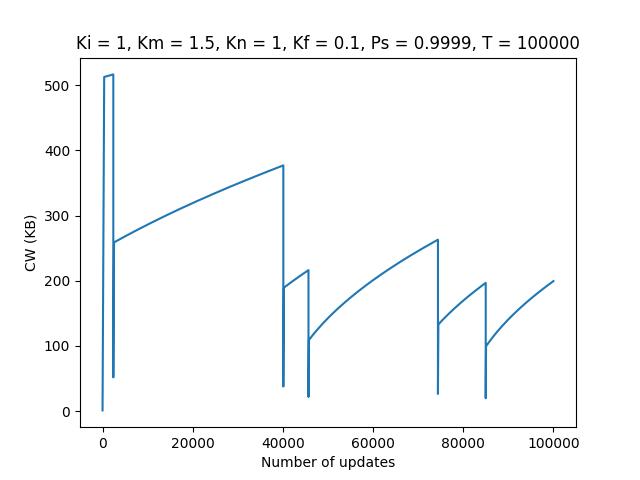 Ki = 1, Km = 1.5, Kn = 1, Kf = 0.1, Ps = 0.9999, T = 100000
500
400
300
200
100
0
CW (KB)
0 20000 40000 60000 80000 100000
Number of updates